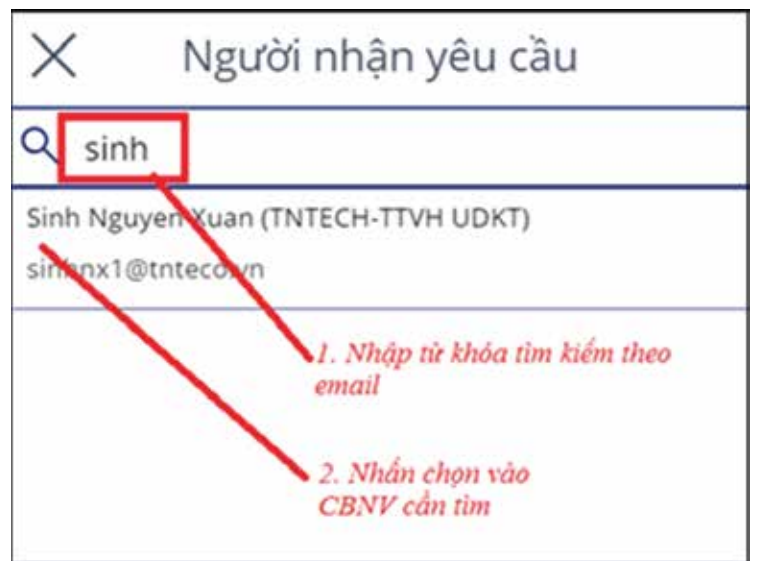 Người nhận yêu cầu
sinh
Sinh Nguyen Xuan (TNTECH-TTVH UDKT)
1. Nhập từ khóa tìm kiếm theo
email
2. Nhấn chọn vào
CBNV cần tìm